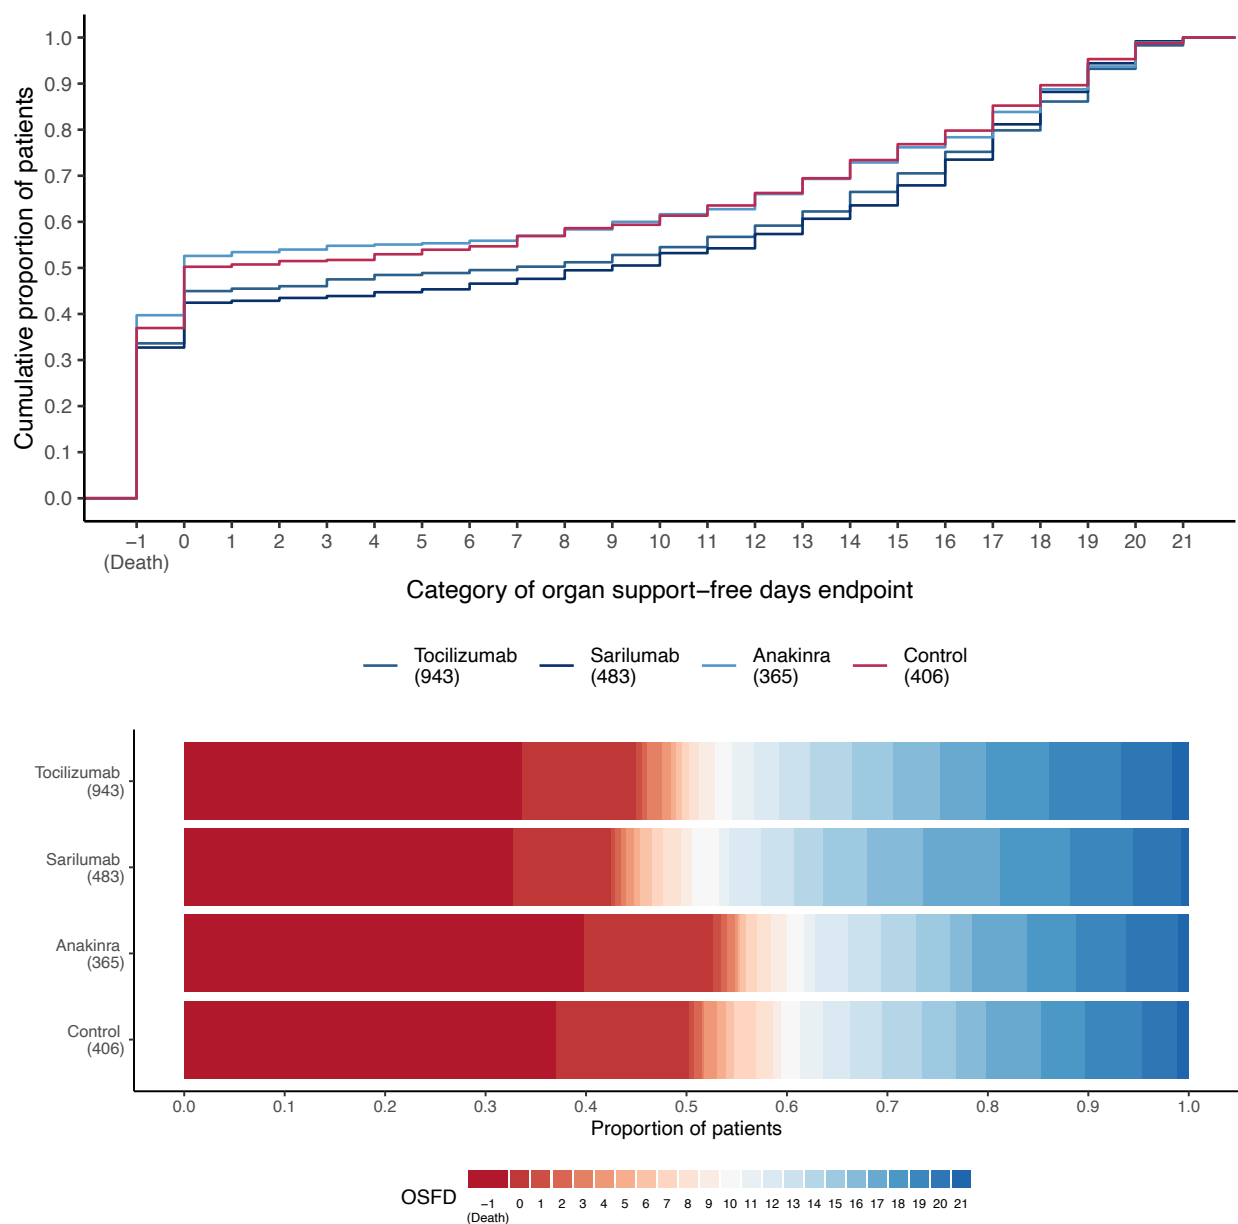 Cumulative proportion of patients
1.0
0.9
0.8
0.7
0.6
0.5
0.4
0.3
0.2
0.1
0.0
−1 0 1 2 3 4 5 6 7 8 9 10 11 12 13 14 15 16 17 18 19 20 21
(Death)
Category of organ support−free days endpoint
Tocilizumab Sarilumab Anakinra Control
(943) (483) (365) (406)
Tocilizumab
(943)
Sarilumab
(483)
Anakinra
(365)
Control
(406)
0.0 0.1 0.2 0.3 0.4 0.5 0.6 0.7 0.8 0.9 1.0
Proportion of patients
OSFD
−1 0 1 2 3 4 5 6 7 8 9 10 11 12 13 14 15 16 17 18 19 20 21
(Death)